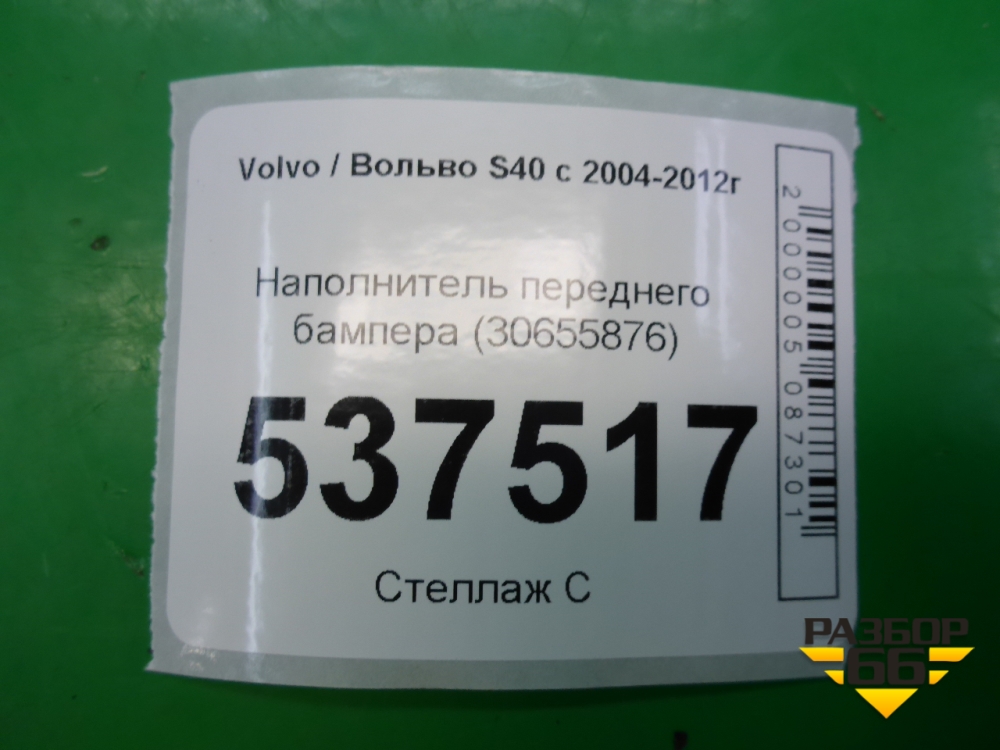 Volvo / Вольво S40 с 2004-2012г
Наполнитель переднего
бампера (30655876)
537517
Стеллаж С
2000005087301
РАЗБОР
66